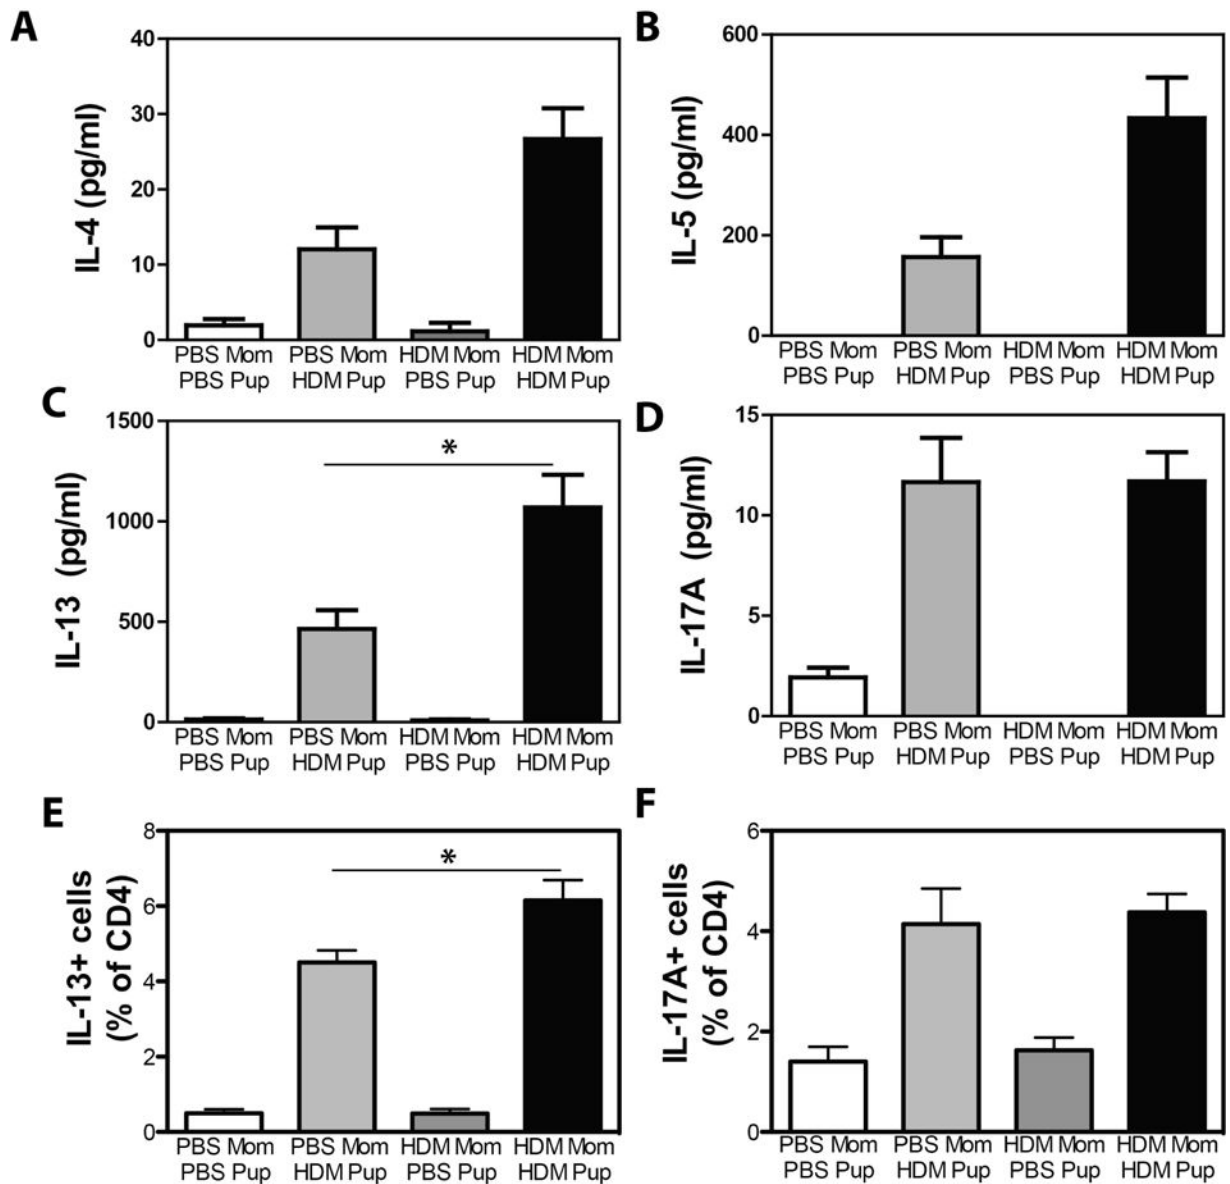 A
IL-4 (pg/ml)
40
30
20
10
0
PBS Mom PBS Mom HDM Mom HDM Mom
PBS Pup HDM Pup PBS Pup HDM Pup
B
IL-5 (pg/ml)
600
400
200
0
PBS Mom PBS Mom HDM Mom HDM Mom
PBS Pup HDM Pup PBS Pup HDM Pup
C
IL-13 (pg/ml)
1500
1000
500
0
*
PBS Mom PBS Mom HDM Mom HDM Mom
PBS Pup HDM Pup PBS Pup HDM Pup
D
IL-17A (pg/ml)
15
10
5
0
PBS Mom PBS Mom HDM Mom HDM Mom
PBS Pup HDM Pup PBS Pup HDM Pup
E
IL-13+ cells
(% of CD4)
8
6
4
2
0
*
PBS Mom PBS Mom HDM Mom HDM Mom
PBS Pup HDM Pup PBS Pup HDM Pup
F
IL-17A+ cells
(% of CD4)
6
4
2
0
PBS Mom PBS Mom HDM Mom HDM Mom
PBS Pup HDM Pup PBS Pup HDM Pup